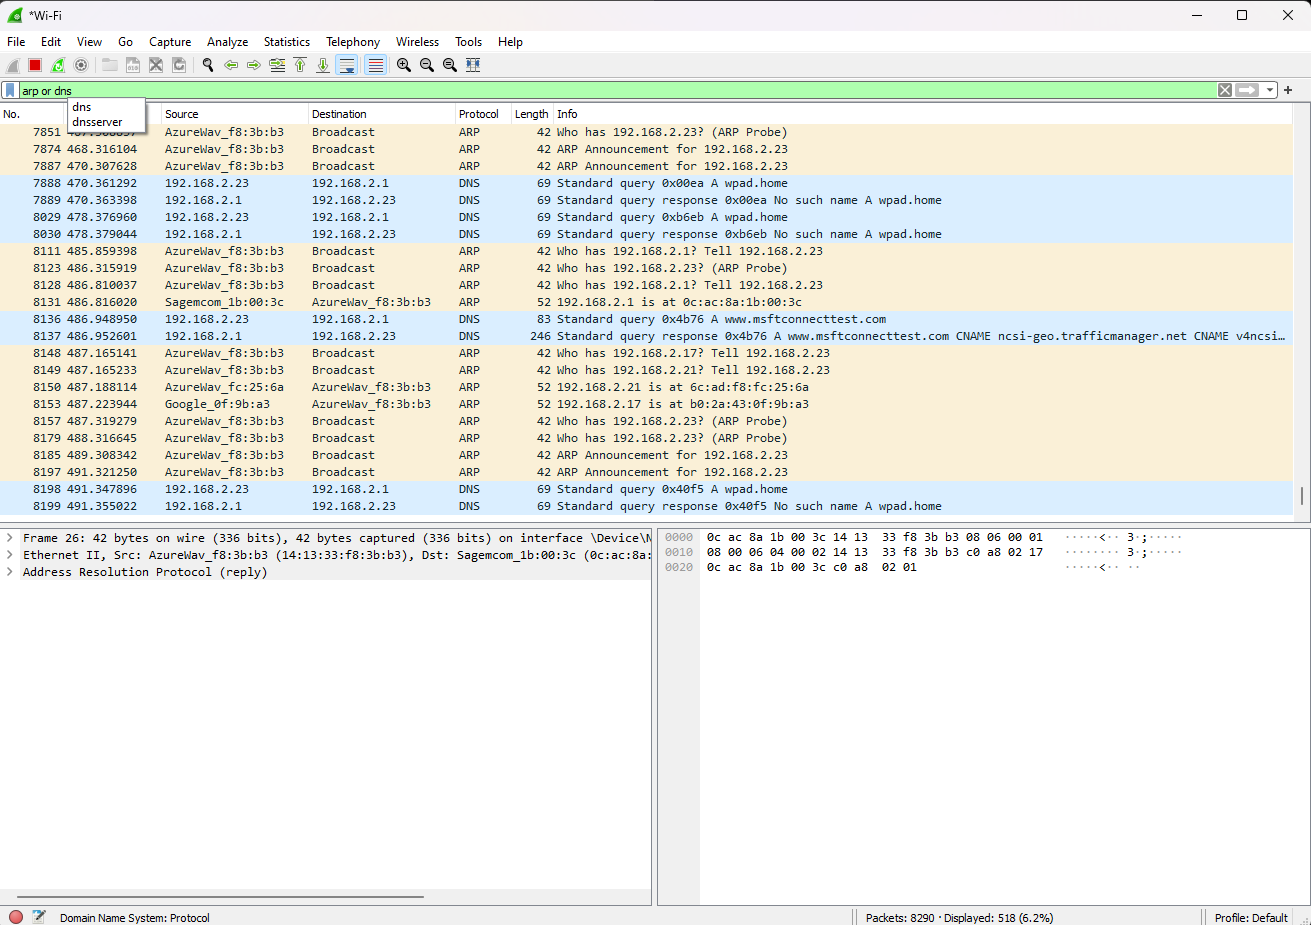 *Wi-Fi
File Edit View Go Capture Analyze Statistics Telephony Wireless Tools Help
arp or dns
dns
dnsserver
No. Source Destination Protocol Length Info
7851 AzureWav_f8:3b:b3 Broadcast ARP 42 Who has 192.168.2.23? (ARP Probe)
7874 468.316104 AzureWav_f8:3b:b3 Broadcast ARP 42 ARP Announcement for 192.168.2.23
7887 470.307628 AzureWav_f8:3b:b3 Broadcast ARP 42 ARP Announcement for 192.168.2.23
7888 470.361292 192.168.2.23 192.168.2.1 DNS 69 Standard query 0x00ea A wpad.home
7889 470.363398 192.168.2.1 192.168.2.23 DNS 69 Standard query response 0x00ea No such name A wpad.home
8029 478.376960 192.168.2.23 192.168.2.1 DNS 69 Standard query 0xb6eb A wpad.home
8030 478.379044 192.168.2.1 192.168.2.23 DNS 69 Standard query response 0xb6eb No such name A wpad.home
8111 485.859398 AzureWav_f8:3b:b3 Broadcast ARP 42 Who has 192.168.2.1? Tell 192.168.2.23
8123 486.315919 AzureWav_f8:3b:b3 Broadcast ARP 42 Who has 192.168.2.23? (ARP Probe)
8128 486.810037 AzureWav_f8:3b:b3 Broadcast ARP 42 Who has 192.168.2.1? Tell 192.168.2.23
8131 486.816020 Sagemcom_1b:00:3c AzureWav_f8:3b:b3 ARP 52 192.168.2.1 is at 0c:ac:8a:1b:00:3c
8136 486.948950 192.168.2.23 192.168.2.1 DNS 83 Standard query 0x4b76 A www.msftconnecttest.com
8137 486.952601 192.168.2.1 192.168.2.23 DNS 246 Standard query response 0x4b76 A www.msftconnecttest.com CNAME ncsi-geo.trafficmanager.net CNAME v4ncsi…
8148 487.165141 AzureWav_f8:3b:b3 Broadcast ARP 42 Who has 192.168.2.17? Tell 192.168.2.23
8149 487.165233 AzureWav_f8:3b:b3 Broadcast ARP 42 Who has 192.168.2.21? Tell 192.168.2.23
8150 487.188114 AzureWav_fc:25:6a AzureWav_f8:3b:b3 ARP 52 192.168.2.21 is at 6c:ad:f8:fc:25:6a
8153 487.223944 Google_0f:9b:a3 AzureWav_f8:3b:b3 ARP 52 192.168.2.17 is at b0:2a:43:0f:9b:a3
8157 487.319279 AzureWav_f8:3b:b3 Broadcast ARP 42 Who has 192.168.2.23? (ARP Probe)
8179 488.316645 AzureWav_f8:3b:b3 Broadcast ARP 42 Who has 192.168.2.23? (ARP Probe)
8185 489.308342 AzureWav_f8:3b:b3 Broadcast ARP 42 ARP Announcement for 192.168.2.23
8197 491.321250 AzureWav_f8:3b:b3 Broadcast ARP 42 ARP Announcement for 192.168.2.23
8198 491.347896 192.168.2.23 192.168.2.1 DNS 69 Standard query 0x40f5 A wpad.home
8199 491.355022 192.168.2.1 192.168.2.23 DNS 69 Standard query response 0x40f5 No such name A wpad.home
Frame 26: 42 bytes on wire (336 bits), 42 bytes captured (336 bits) on interface \Device\N
Ethernet II, Src: AzureWav_f8:3b:b3 (14:13:33:f8:3b:b3), Dst: Sagemcom_1b:00:3c (0c:ac:8a:
Address Resolution Protocol (reply)
0000 0c ac 8a 1b 00 3c 14 13 33 f8 3b b3 08 06 00 01 ·····<·· 3·;·····
0010 08 00 06 04 00 02 14 13 33 f8 3b b3 c0 a8 02 17 ········ 3·;·····
0020 0c ac 8a 1b 00 3c c0 a8 02 01 ·····<·· ··
Domain Name System: Protocol
Packets: 8290 · Displayed: 518 (6.2%)
Profile: Default